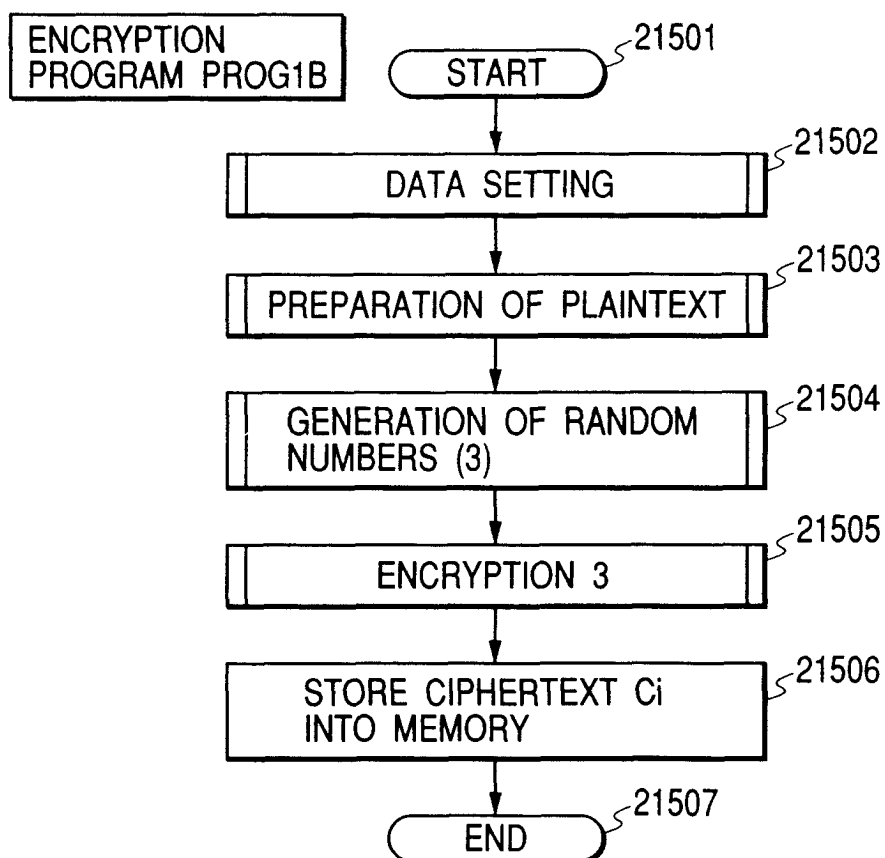 ENCRYPTION
PROGRAM PROG1B
START
21501
DATA SETTING
21502
PREPARATION OF PLAINTEXT
21503
GENERATION OF RANDOM
NUMBERS (3)
21504
ENCRYPTION 3
21505
STORE CIPHERTEXT Ci
INTO MEMORY
21506
END
21507